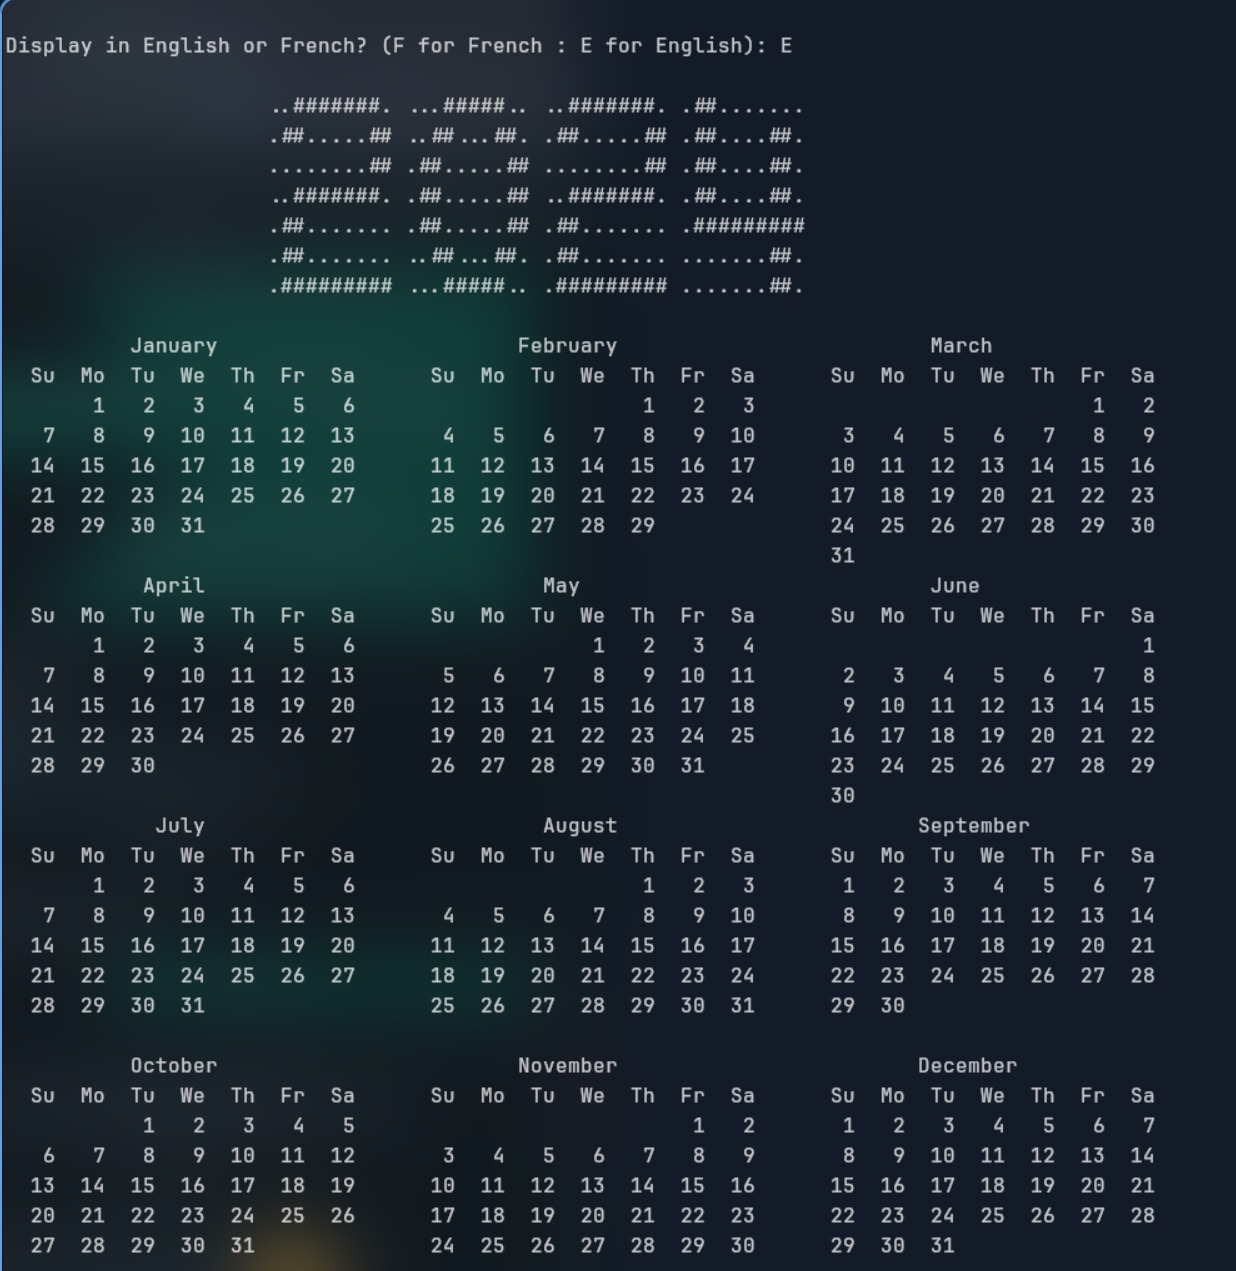 Display in English or French? (F for French : E for English): E
..#######. ...#####.. ..#######. .##.......
.##.....## ..##...##. .##.....## .##....##.
........## .##.....## ........## .##....##.
..#######. .##.....## ..#######. .##....##.
.##....... .##.....## .##....... .#########
.##....... ..##...##. .##....... .......##.
.######### ...#####.. .######### .......##.
January February March
Su Mo Tu We Th Fr Sa Su Mo Tu We Th Fr Sa Su Mo Tu We Th Fr Sa
1 2 3 4 5 6 1 2 3 1 2
7 8 9 10 11 12 13 4 5 6 7 8 9 10 3 4 5 6 7 8 9
14 15 16 17 18 19 20 11 12 13 14 15 16 17 10 11 12 13 14 15 16
21 22 23 24 25 26 27 18 19 20 21 22 23 24 17 18 19 20 21 22 23
28 29 30 31 25 26 27 28 29 24 25 26 27 28 29 30
31
April May June
Su Mo Tu We Th Fr Sa Su Mo Tu We Th Fr Sa Su Mo Tu We Th Fr Sa
1 2 3 4 5 6 1 2 3 4 1
7 8 9 10 11 12 13 5 6 7 8 9 10 11 2 3 4 5 6 7 8
14 15 16 17 18 19 20 12 13 14 15 16 17 18 9 10 11 12 13 14 15
21 22 23 24 25 26 27 19 20 21 22 23 24 25 16 17 18 19 20 21 22
28 29 30 26 27 28 29 30 31 23 24 25 26 27 28 29
30
July August September
Su Mo Tu We Th Fr Sa Su Mo Tu We Th Fr Sa Su Mo Tu We Th Fr Sa
1 2 3 4 5 6 1 2 3 1 2 3 4 5 6 7
7 8 9 10 11 12 13 4 5 6 7 8 9 10 8 9 10 11 12 13 14
14 15 16 17 18 19 20 11 12 13 14 15 16 17 15 16 17 18 19 20 21
21 22 23 24 25 26 27 18 19 20 21 22 23 24 22 23 24 25 26 27 28
28 29 30 31 25 26 27 28 29 30 31 29 30
October November December
Su Mo Tu We Th Fr Sa Su Mo Tu We Th Fr Sa Su Mo Tu We Th Fr Sa
1 2 3 4 5 1 2 1 2 3 4 5 6 7
6 7 8 9 10 11 12 3 4 5 6 7 8 9 8 9 10 11 12 13 14
13 14 15 16 17 18 19 10 11 12 13 14 15 16 15 16 17 18 19 20 21
20 21 22 23 24 25 26 17 18 19 20 21 22 23 22 23 24 25 26 27 28
27 28 29 30 31 24 25 26 27 28 29 30 29 30 31